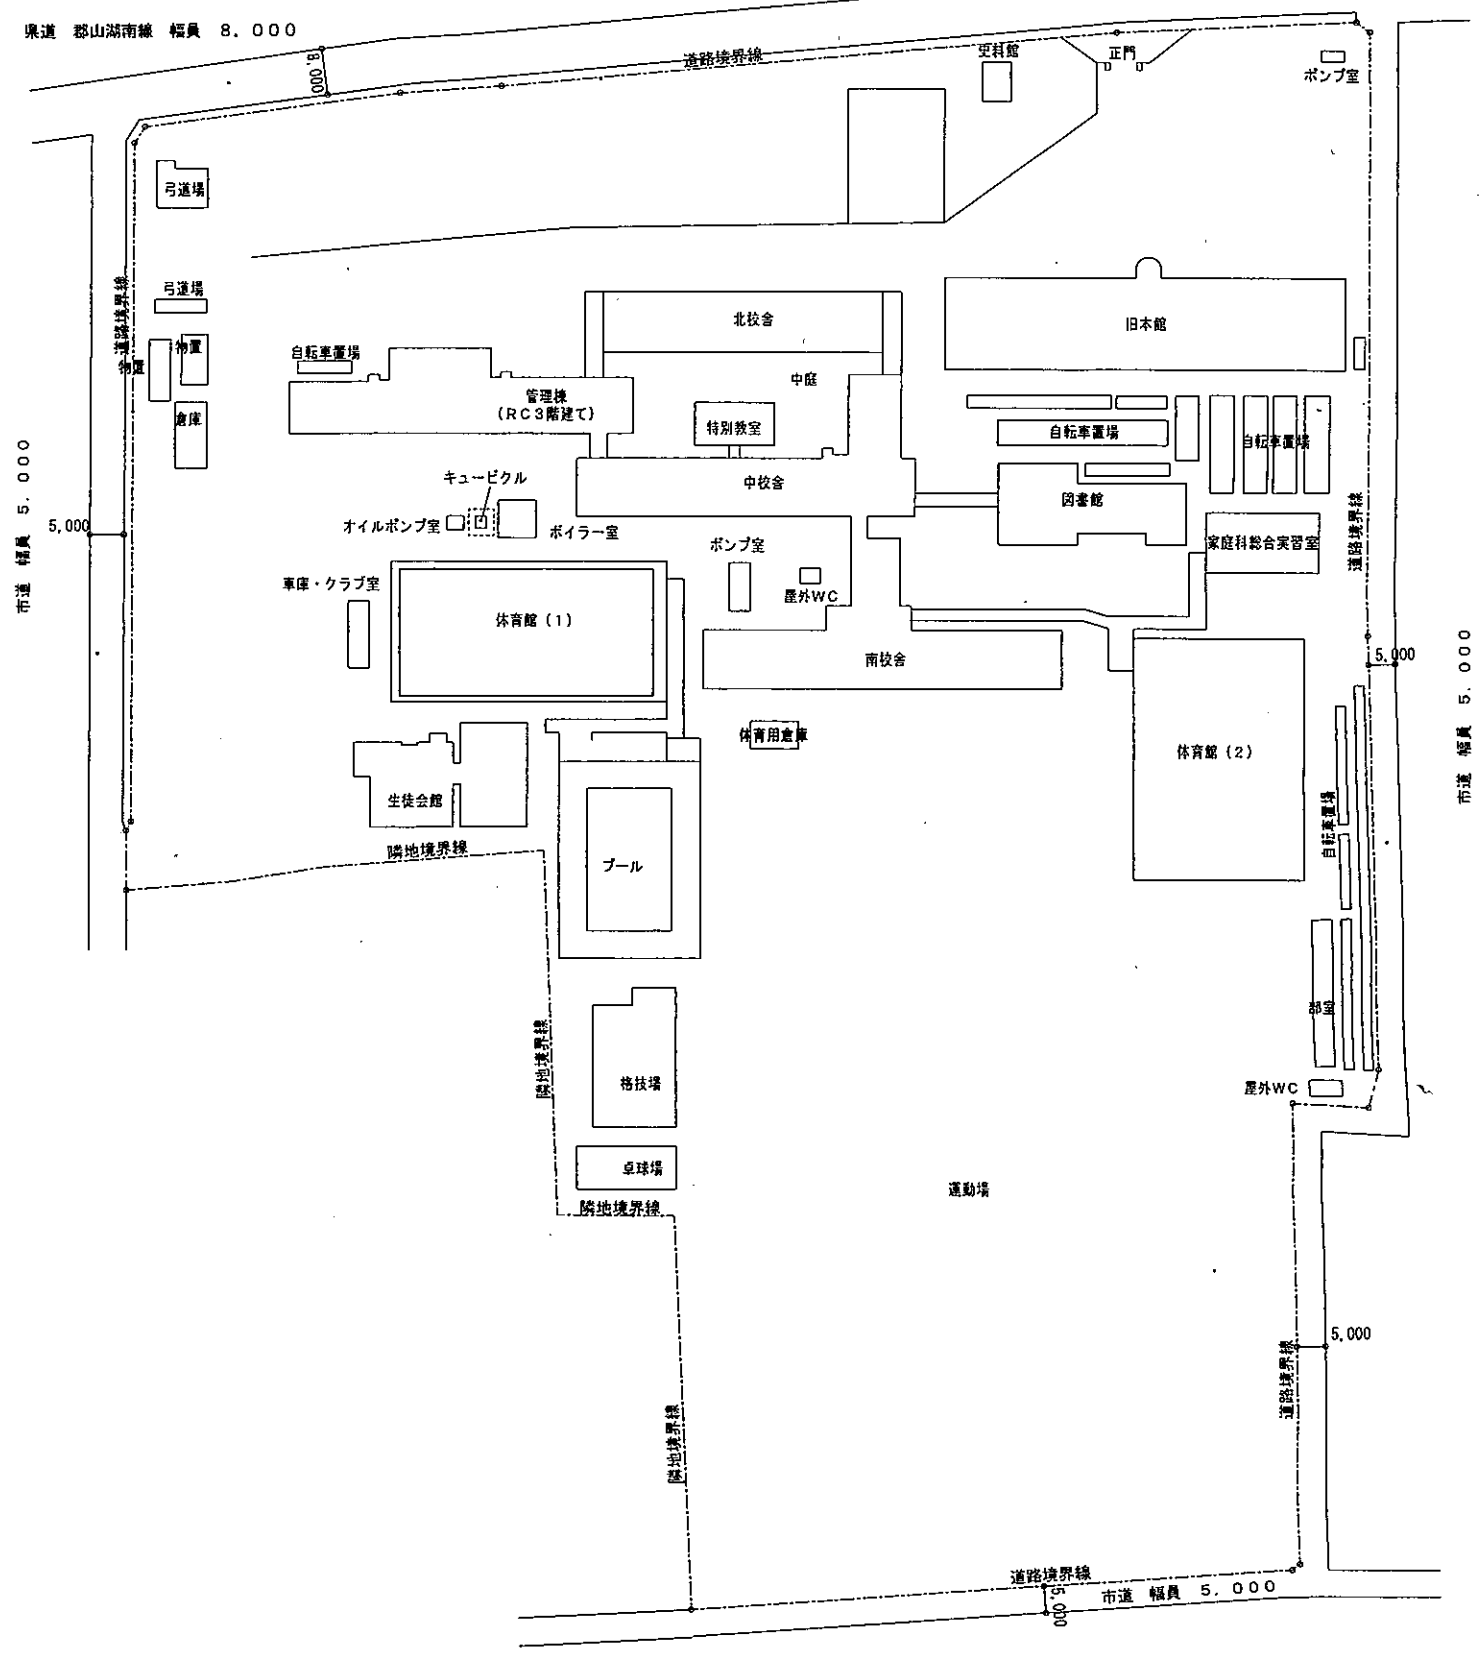 県道 郡山湖南線 幅員 8.000
8.000
道路境界線
史料館
正門
ポンプ室
弓道場
道路境界線
弓道場
物置
物置
倉庫
自転車置場
北校舎
旧本館
中庭
管理棟
(RC3階建て)
特別教室
自転車置場
自転車置場
市道 幅員 5.000
5,000
キュービクル
中校舎
図書館
オイルポンプ室
ボイラー室
ポンプ室
家庭科総合実習室
道路境界線
車庫・クラブ室
屋外WC
体育館(1)
南校舎
5,000
市道 幅員 5.000
体育用倉庫
体育館(2)
生徒会館
自転車置場
隣地境界線
プール
部室
隣地境界線
格技場
屋外WC
卓球場
運動場
隣地境界線
5,000
道路境界線
隣地境界線
道路境界線
5.000
市道 幅員 5.000